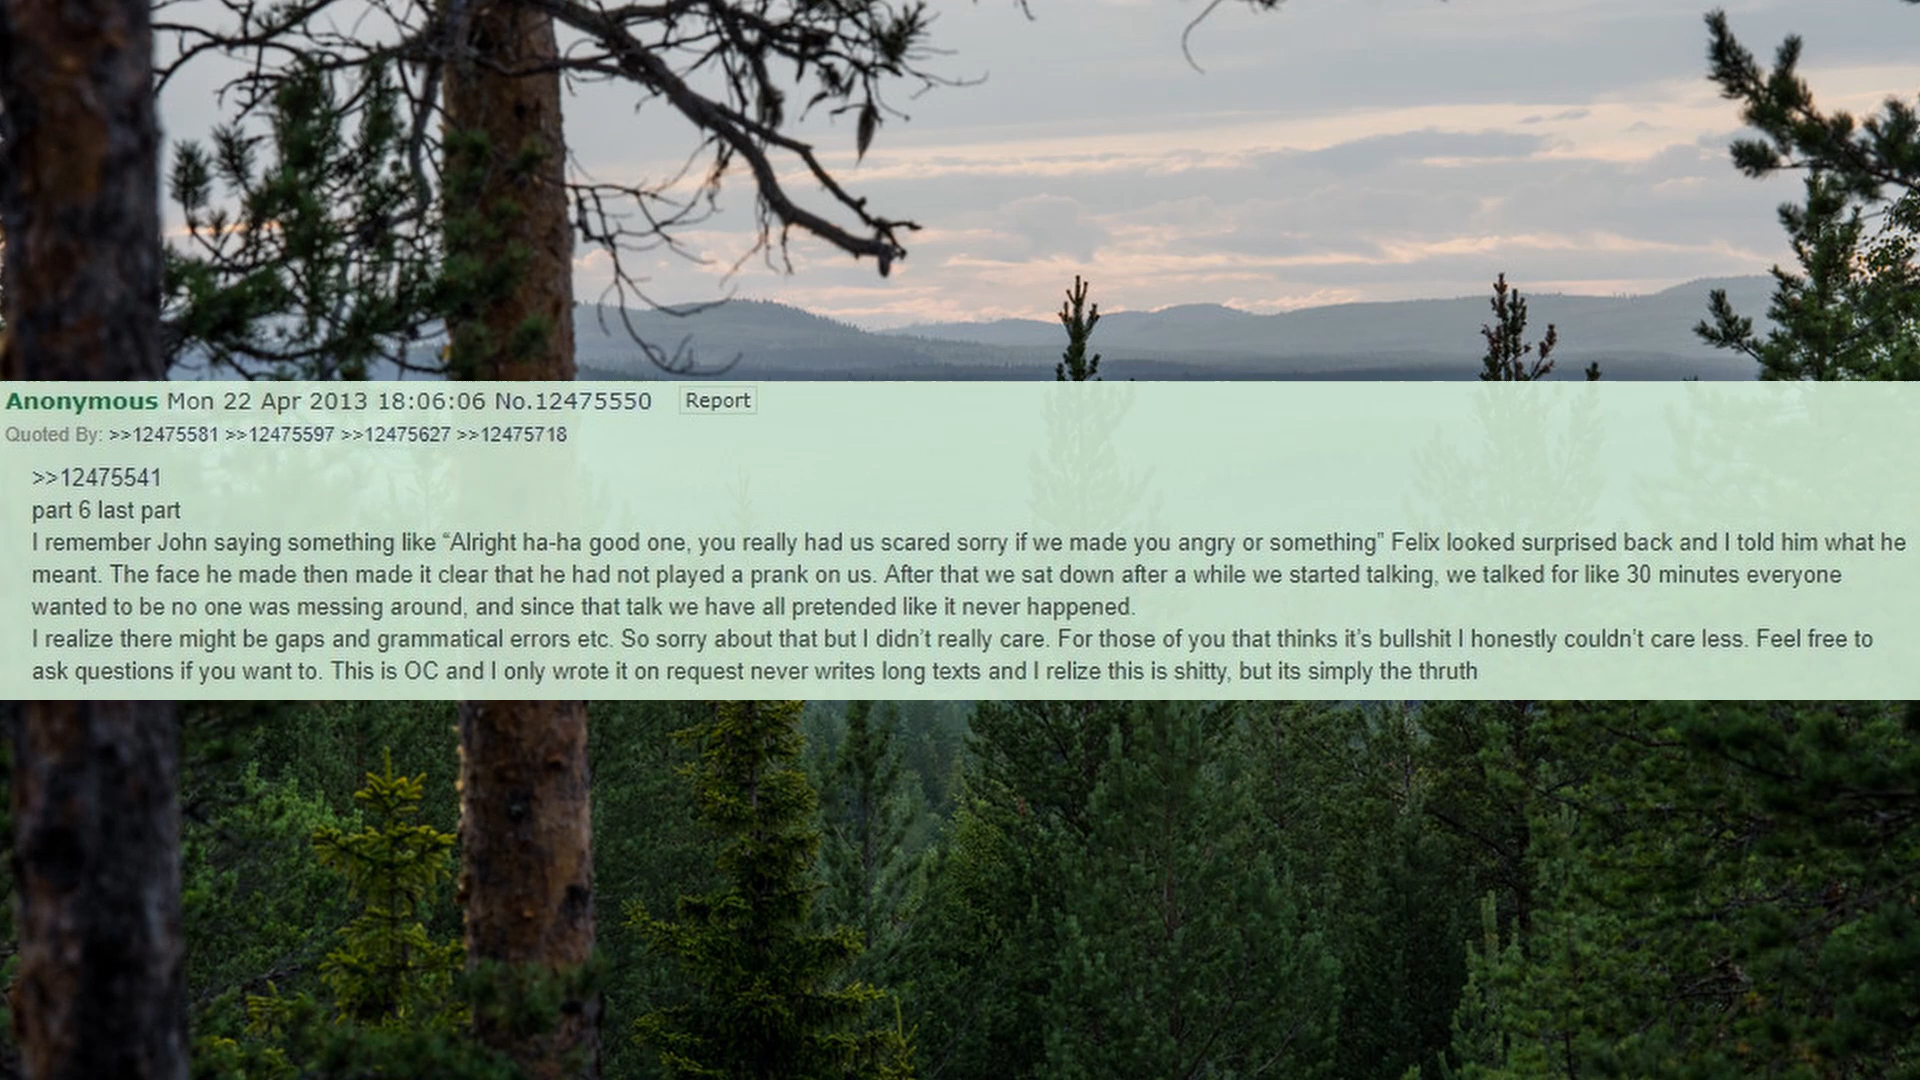 Anonymous Mon 22 Apr 2013 18:06:06 No.12475550 Report
Quoted By: >>12475581 >>12475597 >>12475627 >>12475718
>>12475541
part 6 last part
I remember John saying something like “Alright ha-ha good one, you really had us scared sorry if we made you angry or something” Felix looked surprised back and I told him what he
meant. The face he made then made it clear that he had not played a prank on us. After that we sat down after a while we started talking, we talked for like 30 minutes everyone
wanted to be no one was messing around, and since that talk we have all pretended like it never happened.
I realize there might be gaps and grammatical errors etc. So sorry about that but I didn’t really care. For those of you that thinks it’s bullshit I honestly couldn’t care less. Feel free to
ask questions if you want to. This is OC and I only wrote it on request never writes long texts and I relize this is shitty, but its simply the thruth